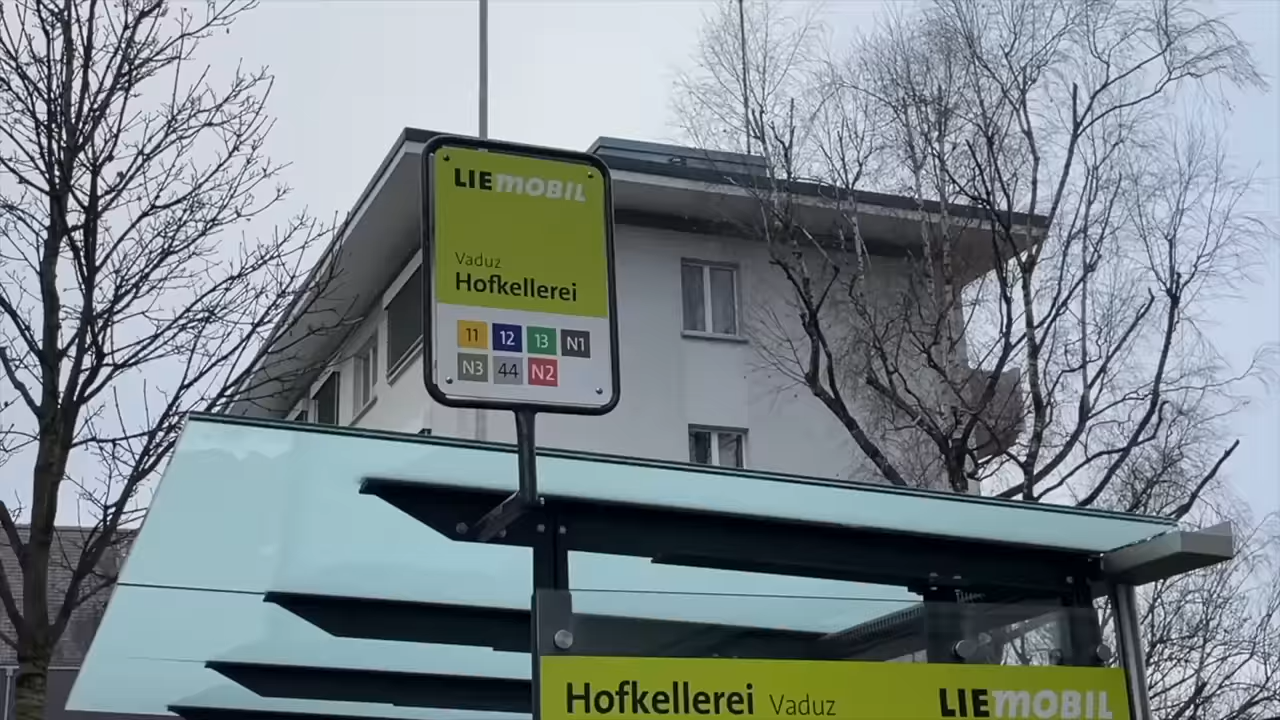 LIEMOBIL
Vaduz
Hofkellerei
11 12 13 N1
N3 44 N2
Hofkellerei Vaduz LIEMOBIL